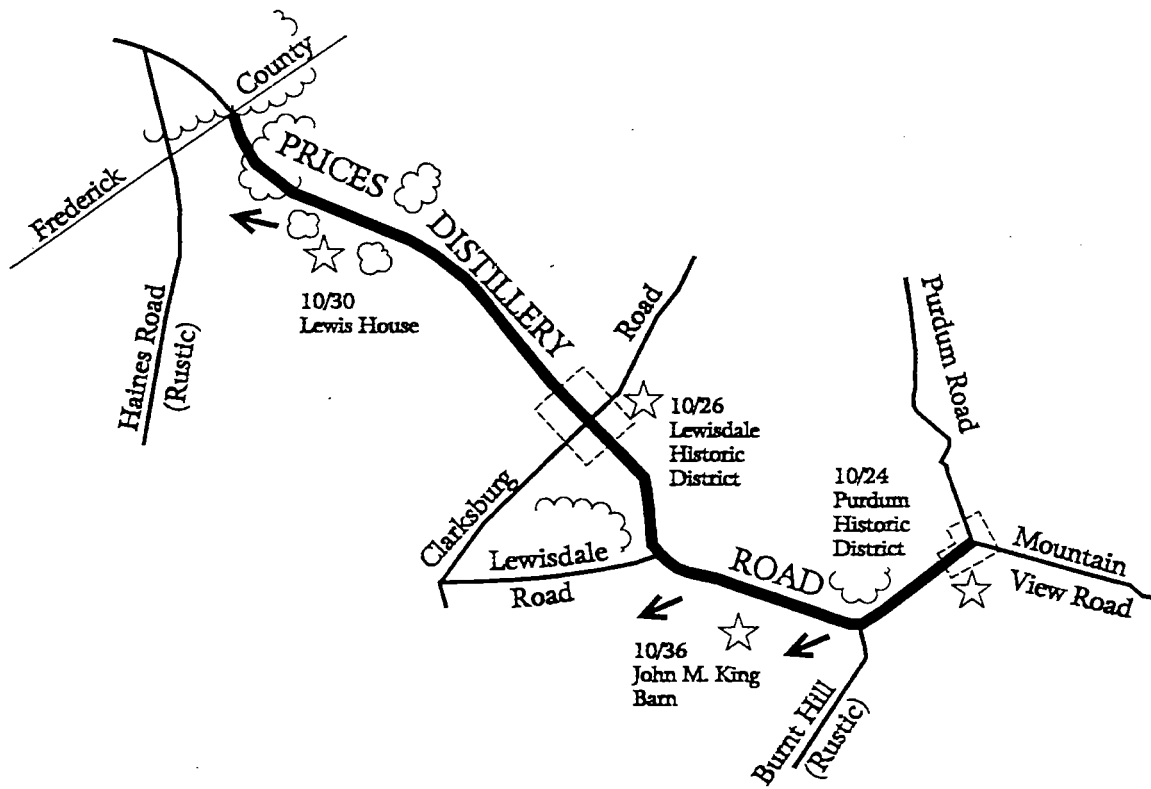 County
Frederick
PRICES
DISTILLERY
ROAD
Haines Road
(Rustic)
10/30
Lewis House
Road
Clarksburg
10/26
Lewisdale
Historic
District
Purdum Road
10/24
Purdum
Historic
District
Mountain
View Road
Lewisdale
Road
10/36
John M. King
Barn
Burnt Hill
(Rustic)